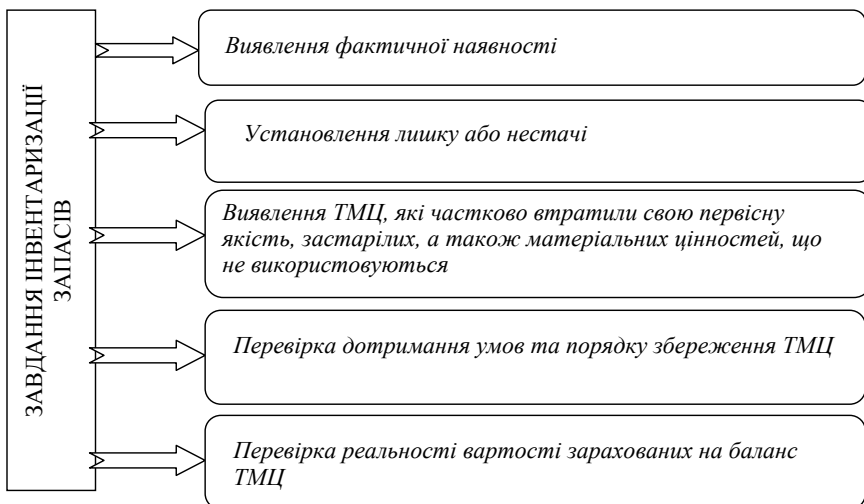 ЗАВДАННЯ ІНВЕНТАРИЗАЦІЇ
ЗАПАСІВ
Виявлення фактичної наявності
Установлення лишку або нестачі
Виявлення ТМЦ, які частково втратили свою первісну
якість, застарілих, а також матеріальних цінностей, що
не використовуються
Перевірка дотримання умов та порядку збереження ТМЦ
Перевірка реальності вартості зарахованих на баланс
ТМЦ